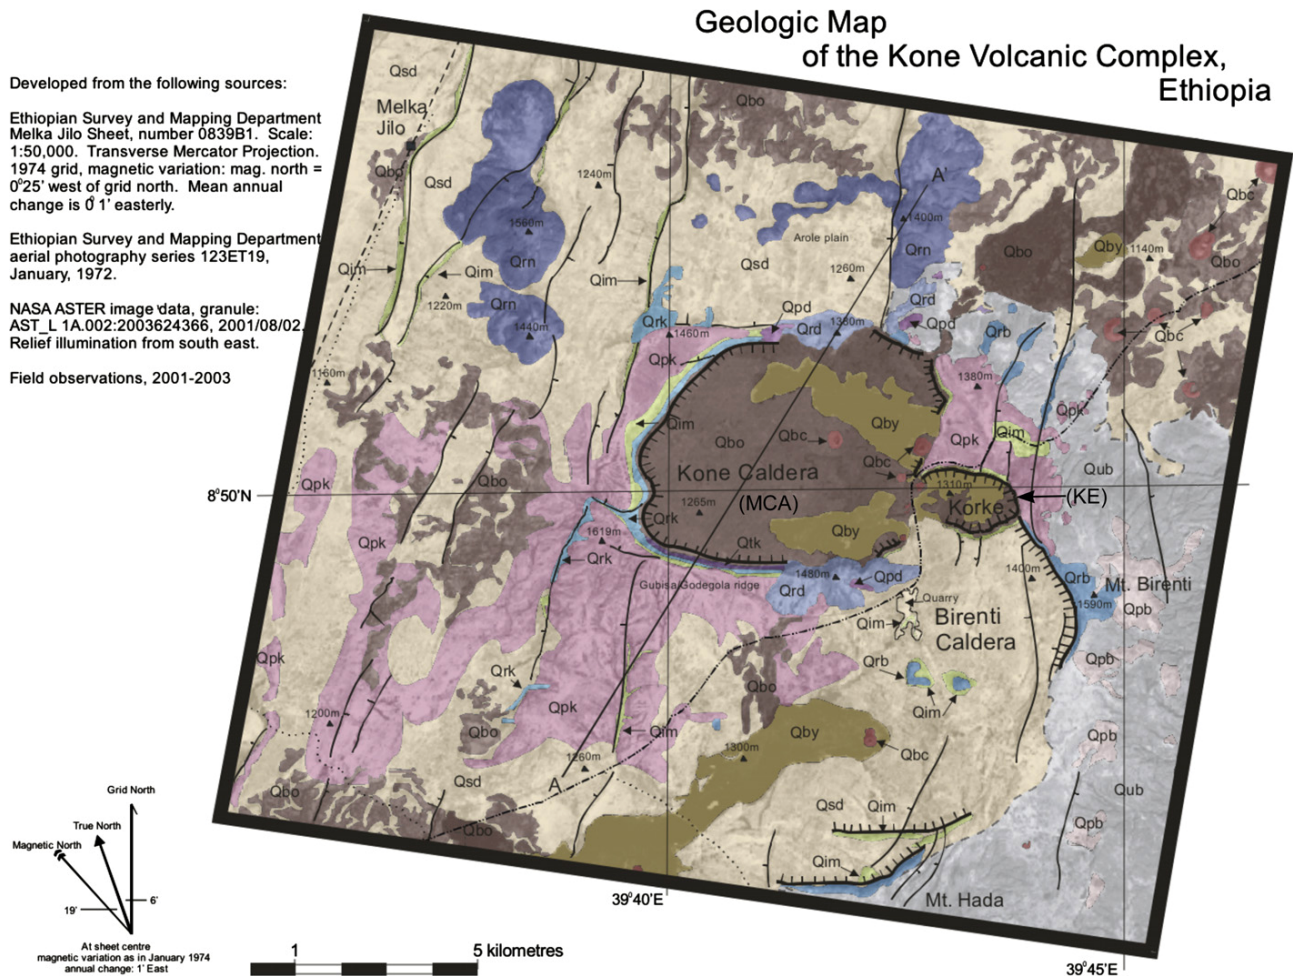 Geologic Map
of the Kone Volcanic Complex,
Ethiopia
Developed from the following sources:
Ethiopian Survey and Mapping Department
Melka Jilo Sheet, number 0839B1. Scale:
1:50,000. Transverse Mercator Projection.
1974 grid, magnetic variation: mag. north =
0°25' west of grid north. Mean annual
change is 0° 1' easterly.
Ethiopian Survey and Mapping Department
aerial photography series 123ET19,
January, 1972.
NASA ASTER image data, granule:
AST_L 1A.002:2003624366, 2001/08/02.
Relief illumination from south east.
Field observations, 2001-2003
Qsd
Melka
Jilo
Qbo
Qsd
Qbo
1240m
A'
Qbc
1560m
1400m
Arole plain
Qrn
Qrn
Qbo
Qby
1140m
Qbo
Qim
Qim
Qim
Qsd
1260m
1220m
Qrn
Qpd
Qrd
1440m
Qrk
1460m
Qrd
1380m
Qpd
Qrb
Qbc
Qpk
1160m
1380m
Qpk
Qim
Qby
Qim
Qbo
Qbc
Qpk
Qbc
Kone Caldera
Qub
8°50'N
Qpk
Qbo
1310m
(KE)
1265m
(MCA)
Korke
Qrk
Qpk
1619m
Qtk
Qby
Qrk
Gubisa/Godegola ridge
1480m
Qpd
1400m
Qrb
Mt. Birenti
Qrd
1590m
Quarry
Qpb
Qim
Birenti
Caldera
Qpk
Qrk
Qrb
Qpb
Qbo
1200m
Qpk
Qim
Qbo
Qim
Qby
Qpb
1300m
Qbc
1260m
Qsd
A
Qbo
Qsd
Qim
Qub
Qbo
Qpb
Qim
Mt. Hada
39°40'E
39°45'E
Grid North
True North
Magnetic North
6'
19'
At sheet centre
magnetic variation as in January 1974
annual change: 1' East
1
5 kilometres